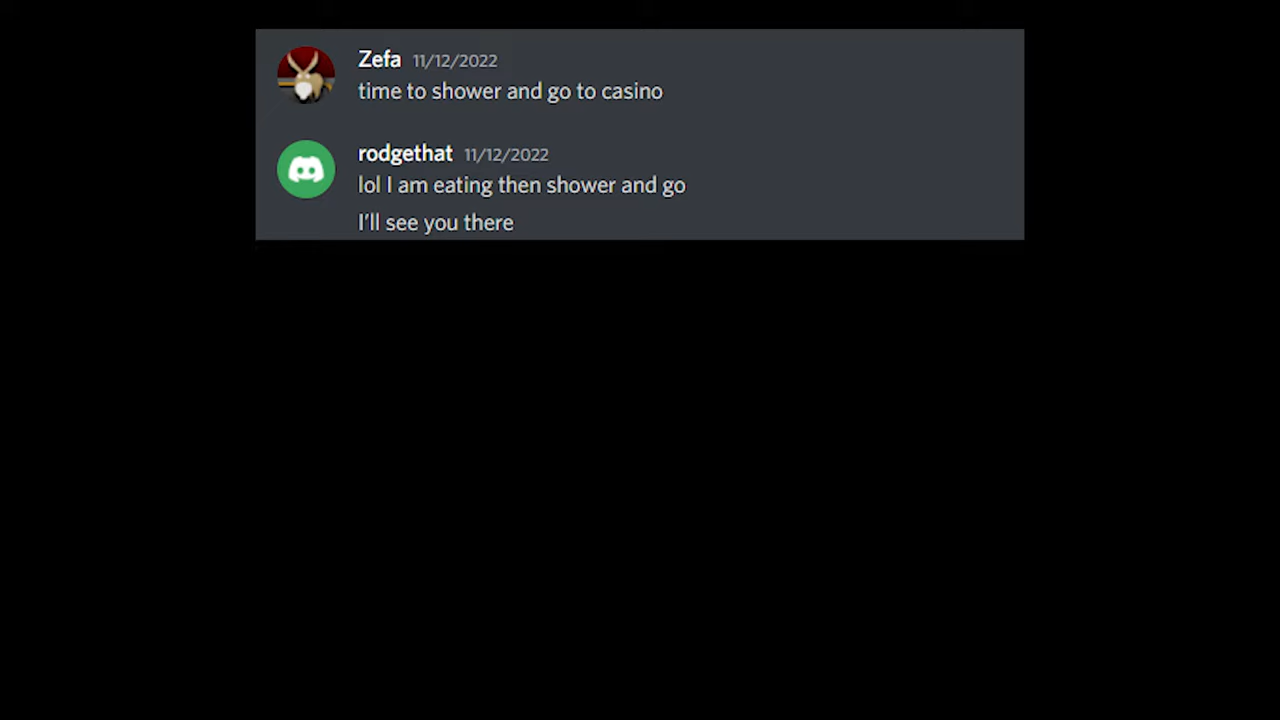 Zefa 11/12/2022
time to shower and go to casino
rodgethat 11/12/2022
lol I am eating then shower and go
I'll see you there